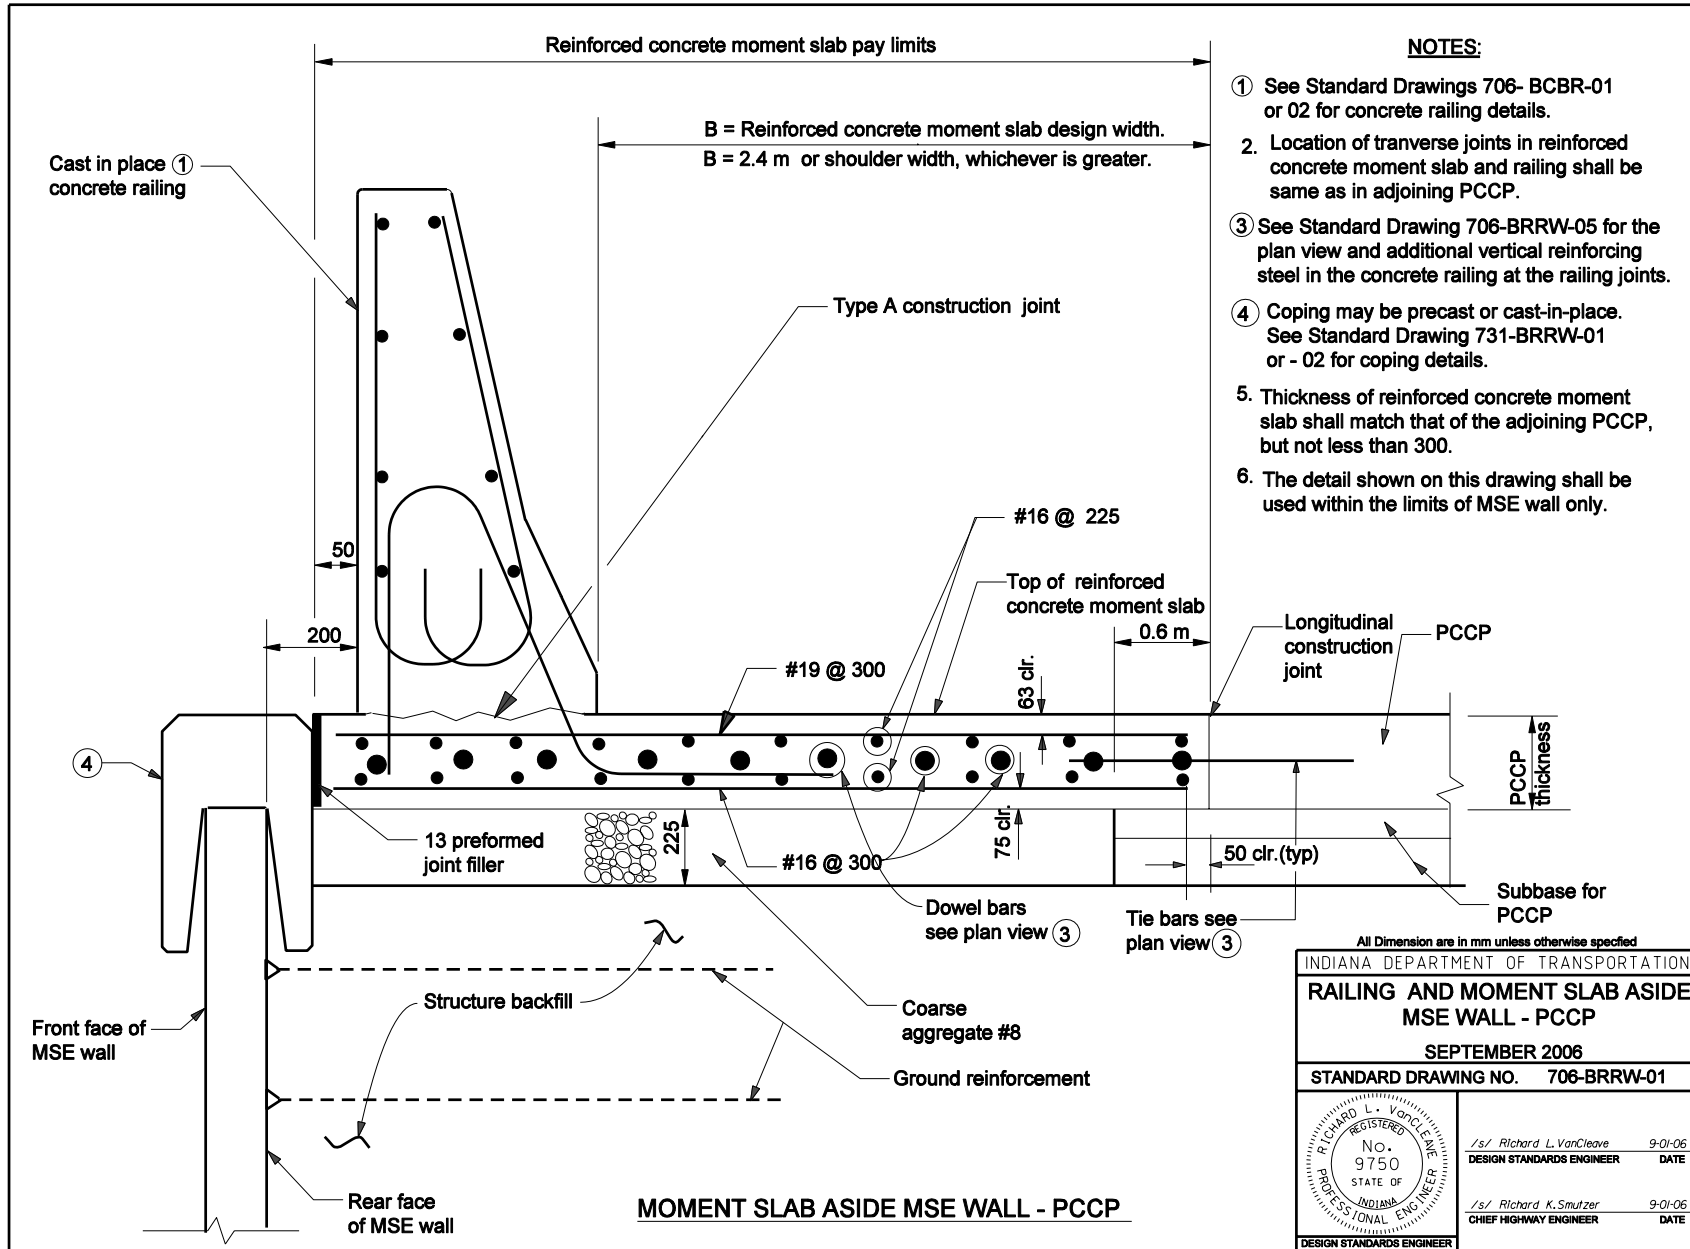 Reinforced concrete moment slab pay limits
B = Reinforced concrete moment slab design width.
B = 2.4 m or shoulder width, whichever is greater.
Cast in place ①
concrete railing
Type A construction joint
50
200
#16 @ 225
Top of reinforced
concrete moment slab
0.6 m
Longitudinal
construction
joint
PCCP
#19 @ 300
63 clr.
PCCP
thickness
④
13 preformed
joint filler
225
#16 @ 300
75 clr.
50 clr.(typ)
Dowel bars
see plan view ③
Tie bars see
plan view ③
Subbase for
PCCP
Structure backfill
Coarse
aggregate #8
Ground reinforcement
Front face of
MSE wall
Rear face
of MSE wall
MOMENT SLAB ASIDE MSE WALL - PCCP
NOTES:
① See Standard Drawings 706- BCBR-01
or 02 for concrete railing details.
2. Location of tranverse joints in reinforced
concrete moment slab and railing shall be
same as in adjoining PCCP.
③ See Standard Drawing 706-BRRW-05 for the
plan view and additional vertical reinforcing
steel in the concrete railing at the railing joints.
④ Coping may be precast or cast-in-place.
See Standard Drawing 731-BRRW-01
or - 02 for coping details.
5. Thickness of reinforced concrete moment
slab shall match that of the adjoining PCCP,
but not less than 300.
6. The detail shown on this drawing shall be
used within the limits of MSE wall only.
All Dimension are in mm unless otherwise specfied
INDIANA DEPARTMENT OF TRANSPORTATION
RAILING AND MOMENT SLAB ASIDE
MSE WALL - PCCP
SEPTEMBER 2006
STANDARD DRAWING NO. 706-BRRW-01
RICHARD L. VanCLEAVE
REGISTERED
No.
9750
STATE OF
INDIANA
PROFESSIONAL ENGINEER
DESIGN STANDARDS ENGINEER
/s/ Richard L. VanCleave 9-01-06
DESIGN STANDARDS ENGINEER DATE
/s/ Richard K. Smutzer 9-01-06
CHIEF HIGHWAY ENGINEER DATE